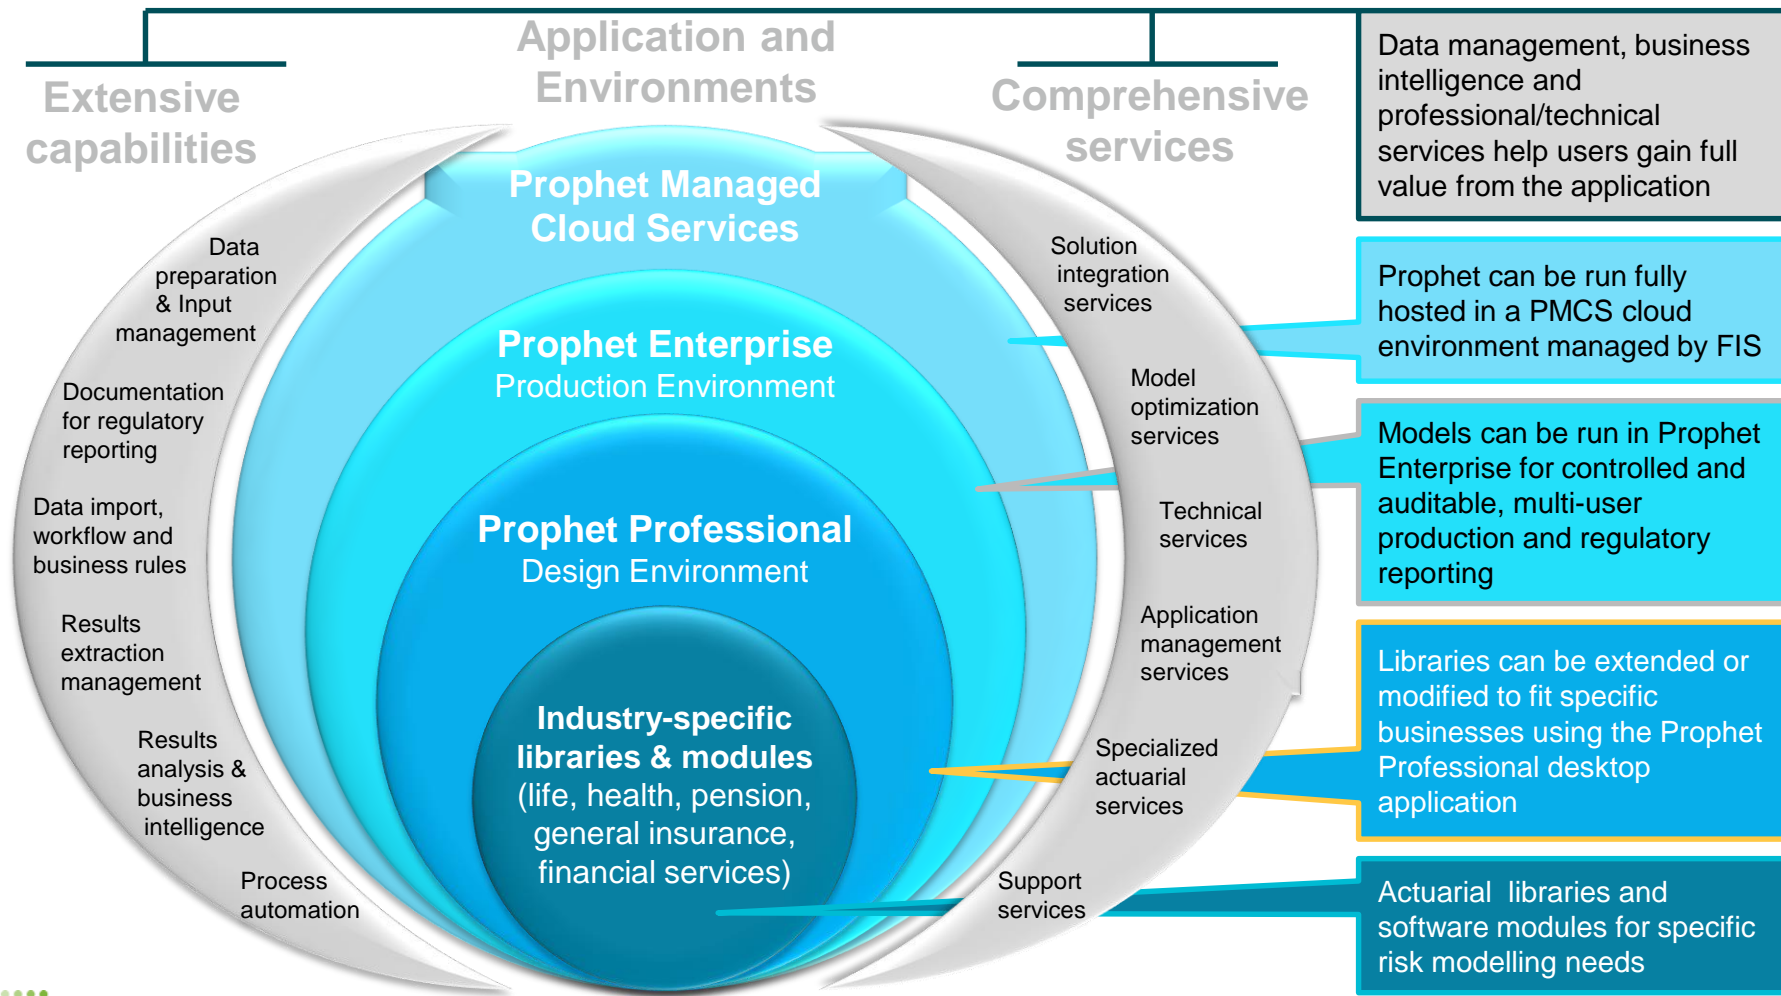 Extensive
capabilities
Application and
Environments
Comprehensive
services
Data
preparation
& Input
management
Documentation
for regulatory
reporting
Data import,
workflow and
business rules
Results
extraction
management
Results
analysis &
business
intelligence
Process
automation
Prophet Managed
Cloud Services
Prophet Enterprise
Production Environment
Prophet Professional
Design Environment
Industry-specific
libraries & modules
(life, health, pension,
general insurance,
financial services)
Solution
integration
services
Model
optimization
services
Technical
services
Application
management
services
Specialized
actuarial
services
Support
services
Data management, business
intelligence and
professional/technical
services help users gain full
value from the application
Prophet can be run fully
hosted in a PMCS cloud
environment managed by FIS
Models can be run in Prophet
Enterprise for controlled and
auditable, multi-user
production and regulatory
reporting
Libraries can be extended or
modified to fit specific
businesses using the Prophet
Professional desktop
application
Actuarial libraries and
software modules for specific
risk modelling needs